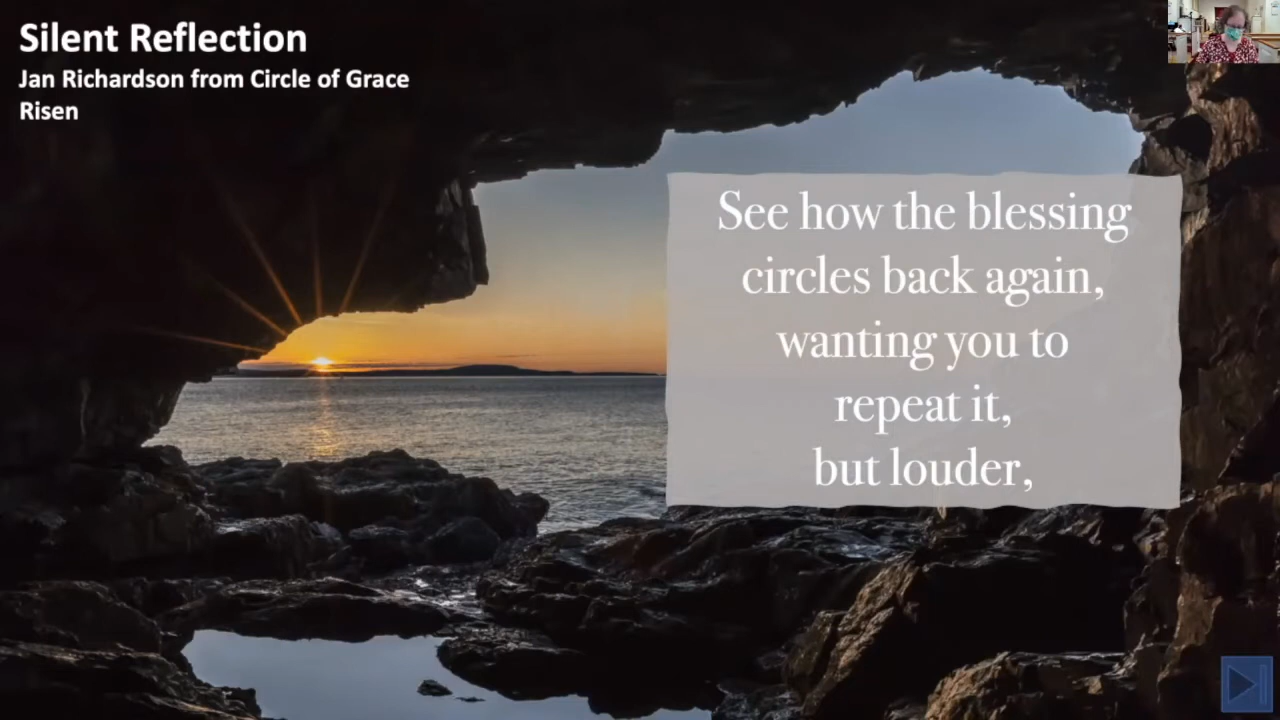 Silent Reflection
Jan Richardson from Circle of Grace
Risen
See how the blessing
circles back again,
wanting you to
repeat it,
but louder,